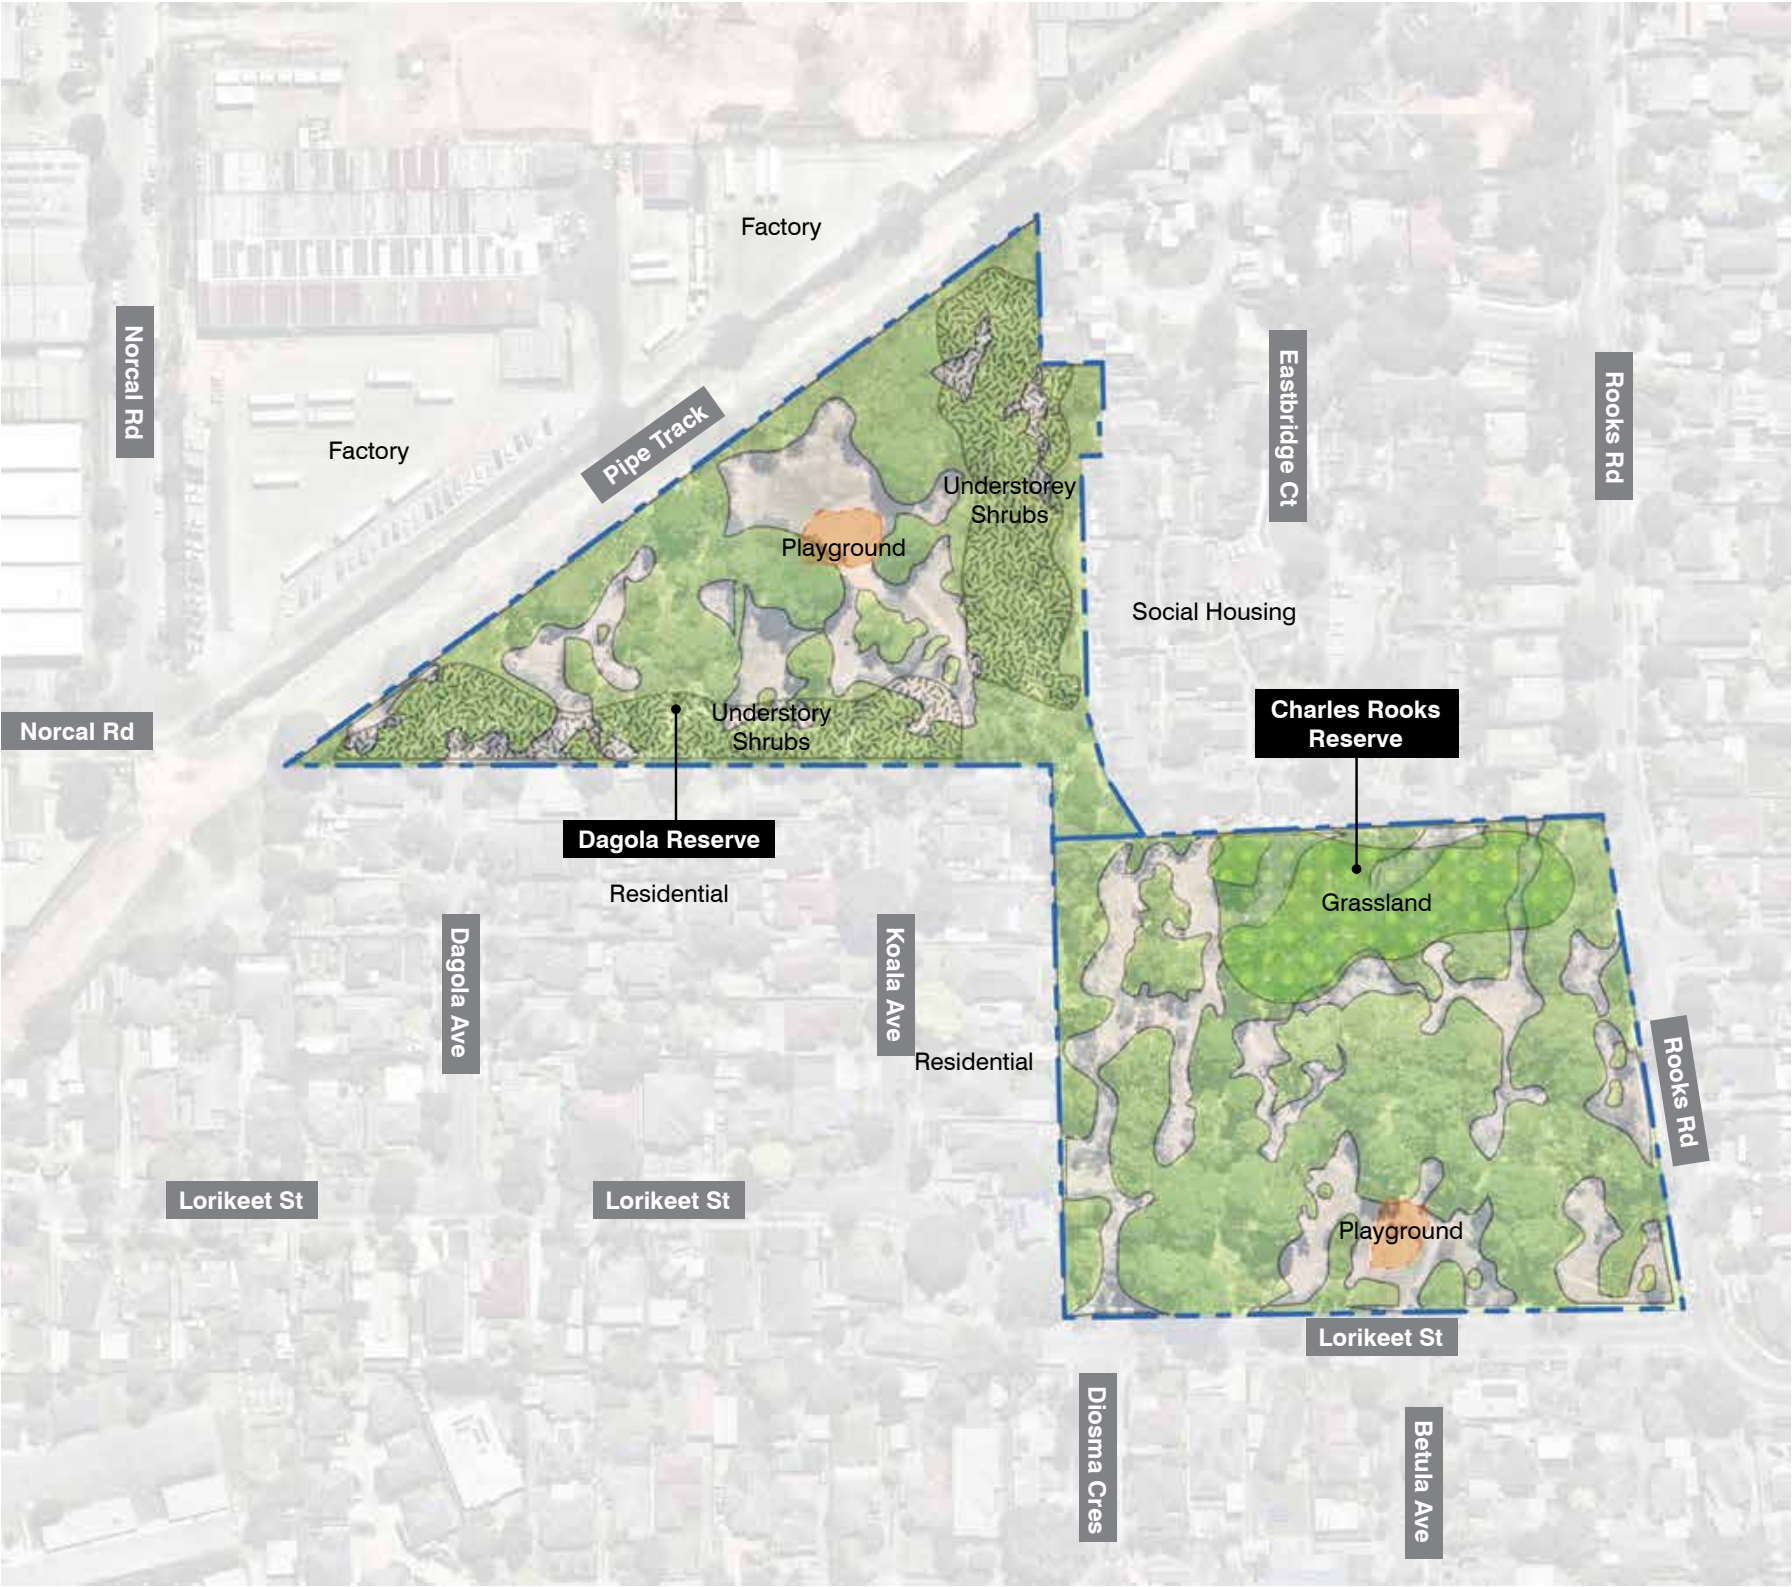 Factory
Norcal Rd
Eastbridge Ct
Rooks Rd
Pipe Track
Factory
Understorey
Shrubs
Playground
Social Housing
Norcal Rd
Understory
Shrubs
Charles Rooks
Reserve
Dagola Reserve
Residential
Grassland
Dagola Ave
Koala Ave
Residential
Rooks Rd
Lorikeet St
Lorikeet St
Playground
Lorikeet St
Diosma Cres
Betula Ave